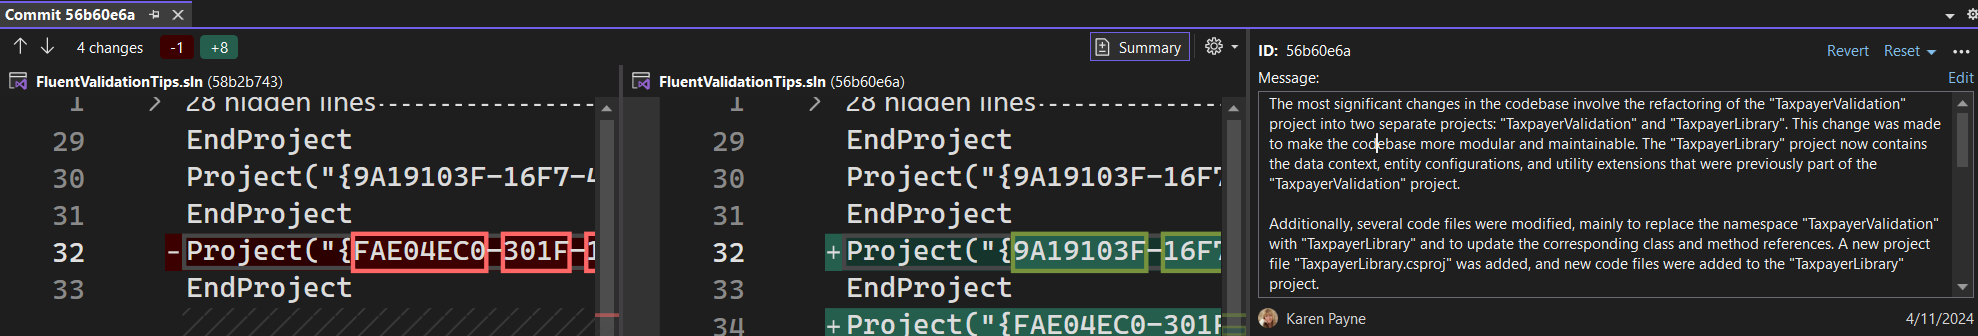 Commit 56b60e6a
4 changes -1 +8 Summary
FluentValidationTips.sln (58b2b743)
1 28 hidden lines
29 EndProject
30 Project("{9A19103F-16F7-4
31 EndProject
32 -Project("{FAE04EC0-301F-1
33 EndProject
FluentValidationTips.sln (56b60e6a)
1 28 hidden lines
29 EndProject
30 Project("{9A19103F-16F7
31 EndProject
32 +Project("{9A19103F-16F7
33 EndProject
34 +Project("{FAE04EC0-301F
ID: 56b60e6a Revert Reset
Message: Edit
The most significant changes in the codebase involve the refactoring of the "TaxpayerValidation"
project into two separate projects: "TaxpayerValidation" and "TaxpayerLibrary". This change was made
to make the codebase more modular and maintainable. The "TaxpayerLibrary" project now contains
the data context, entity configurations, and utility extensions that were previously part of the
"TaxpayerValidation" project.
Additionally, several code files were modified, mainly to replace the namespace "TaxpayerValidation"
with "TaxpayerLibrary" and to update the corresponding class and method references. A new project
file "TaxpayerLibrary.csproj" was added, and new code files were added to the "TaxpayerLibrary"
project.
Karen Payne 4/11/2024